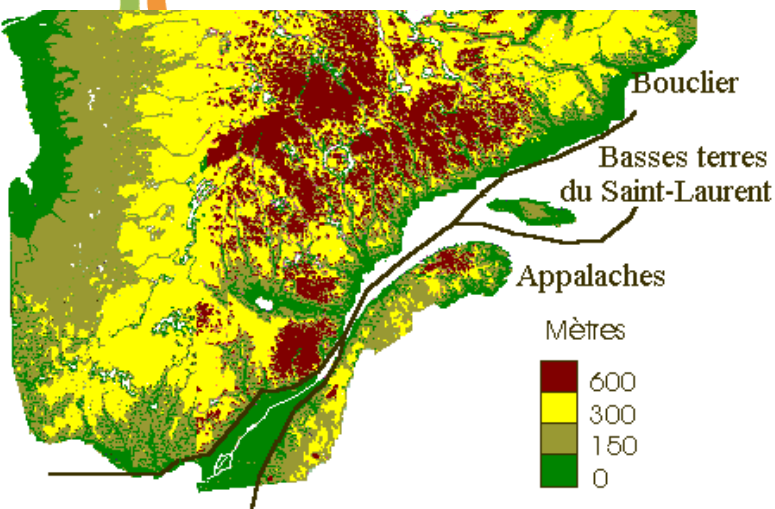 Bouclier
Basses terres
du Saint-Laurent
Appalaches
Mètres
600
300
150
0